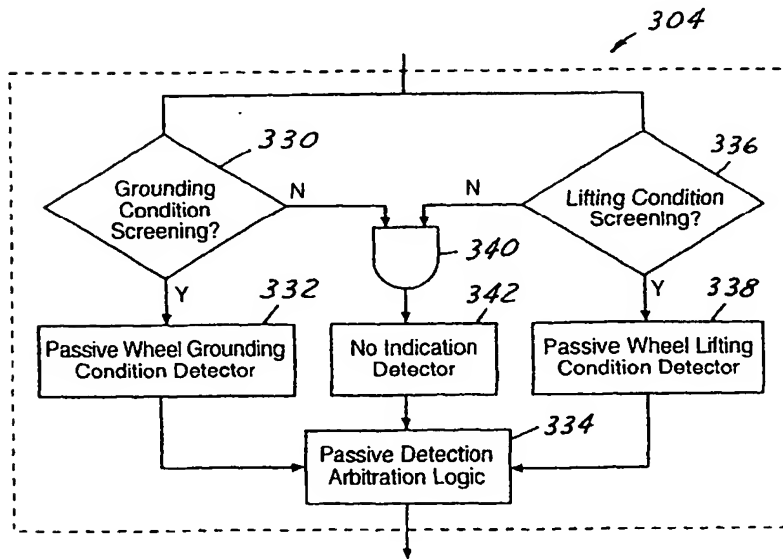 304
330
Grounding
Condition
Screening?
N
Y
336
Lifting Condition
Screening?
N
Y
340
332
Passive Wheel Grounding
Condition Detector
342
No Indication
Detector
338
Passive Wheel Lifting
Condition Detector
334
Passive Detection
Arbitration Logic